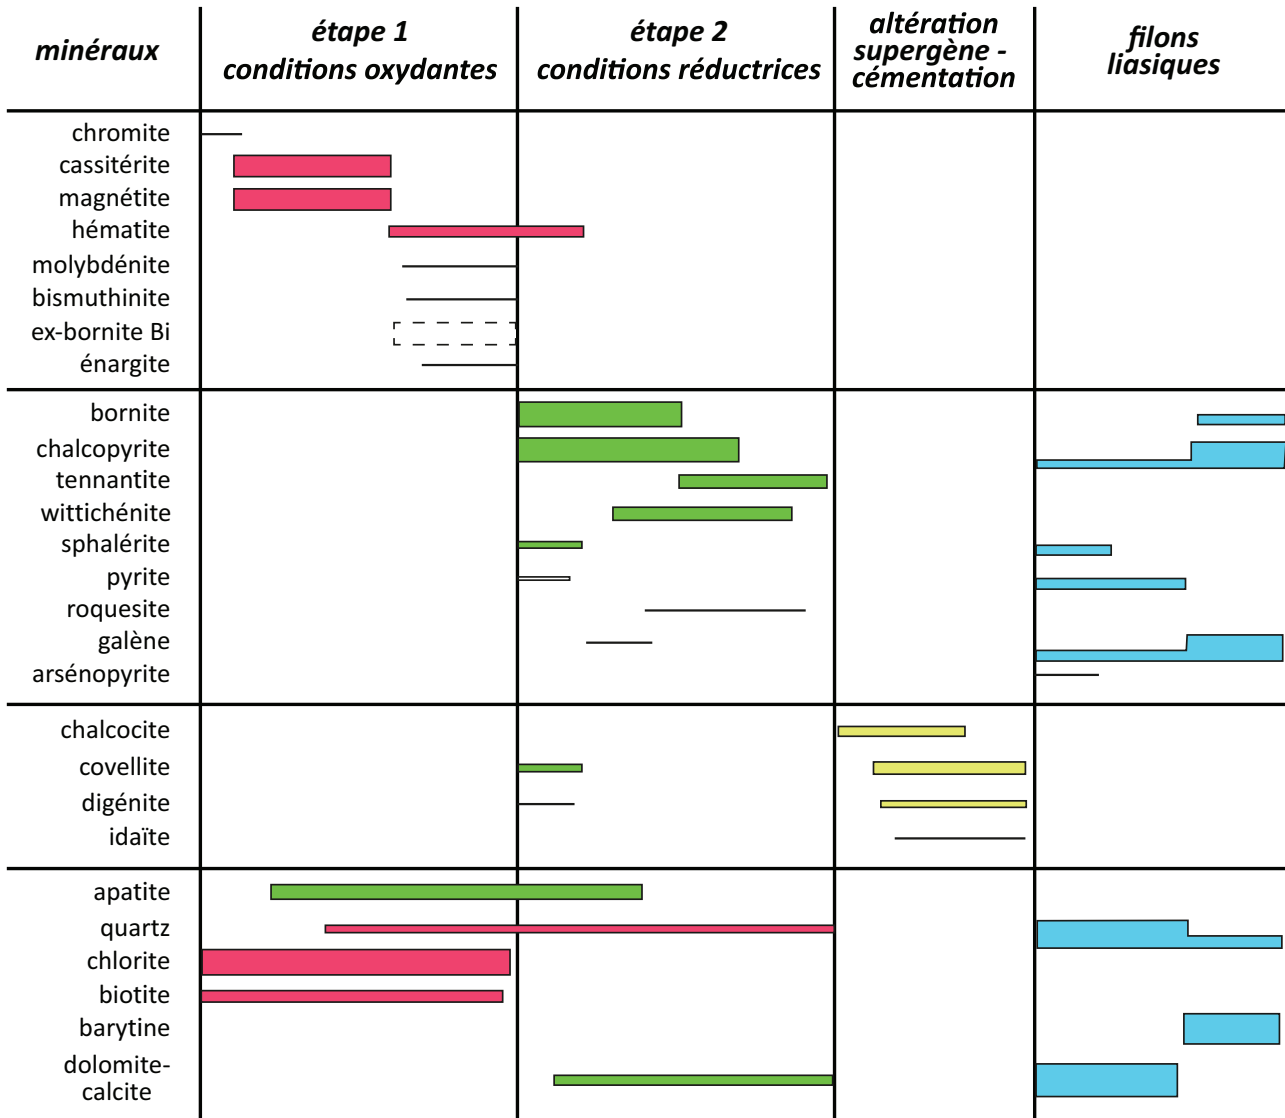 minéraux
étape 1
conditions oxydantes
étape 2
conditions réductrices
altération
supergène -
cémentation
filons
liasiques
chromite
cassitérite
magnétite
hématite
molybdénite
bismuthinite
ex-bornite Bi
énargite
bornite
chalcopyrite
tennantite
wittichénite
sphalérite
pyrite
roquesite
galène
arsénopyrite
chalcocite
covellite
digénite
idaïte
apatite
quartz
chlorite
biotite
barytine
dolomite-
calcite